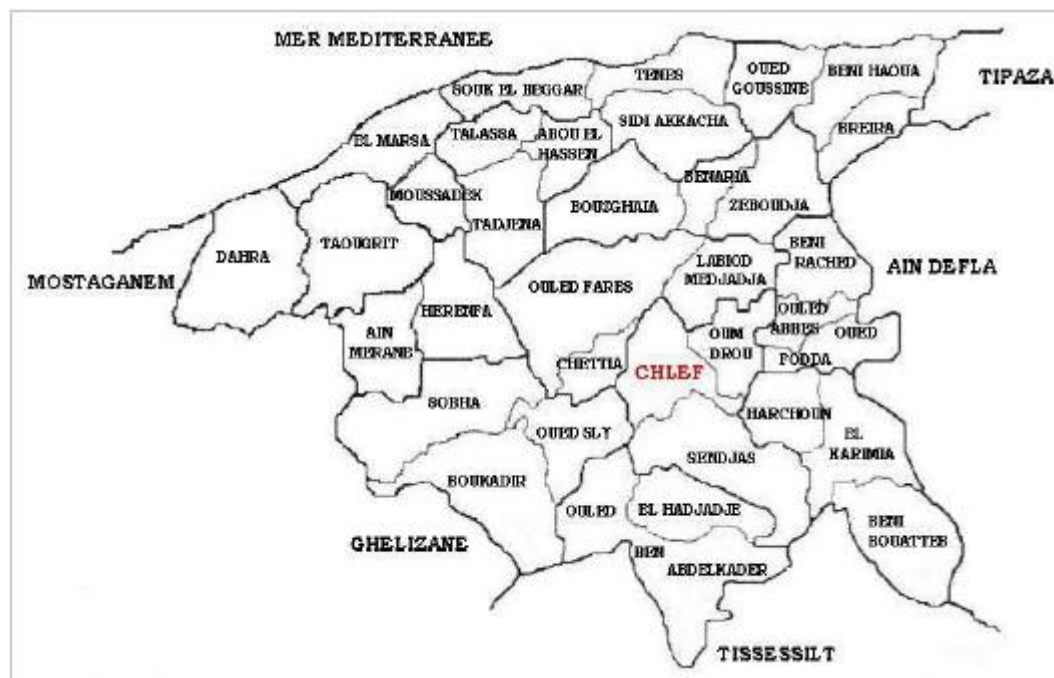 MER MEDITERRANEE
TENES
OUED
GOUSSINE
BENI HAOUA
TIPAZA
SOUK EL BEGGAR
EL MARSA
TALASSA
ABOU EL
HASSEN
SIDI AKKACHA
BREIRA
MOUSSADEK
TADJENA
BOUZGHAIA
BENARIA
ZEBOUDJA
DAHRA
TAOUGRIT
MOSTAGANEM
OULED FARES
LABIOD
MEDJADJA
BENI
RACHED
AIN DEFLA
HERENFA
AIN
MERANE
CHETTIA
CHLEF
OUM
DROU
OULED
ABBES
OUED
FODDA
SOBHA
OUED SLY
HARCHOUN
EL
KARIMIA
SENDJAS
BOUKADIR
OULED
EL HADJADJE
BENI
BOUATTEB
GHELIZANE
BEN
ABDELKADER
TISSESSILT